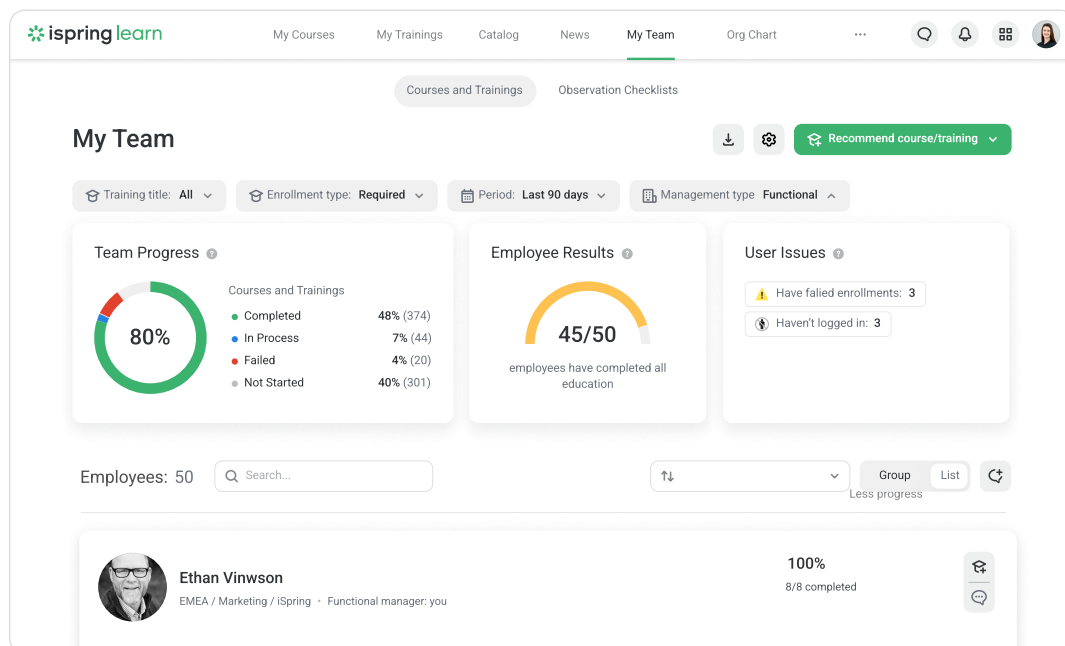 ispring learn
My Courses My Trainings Catalog News My Team Org Chart ...
Courses and Trainings Observation Checklists
My Team
Recommend course/training
Training title: All Enrollment type: Required Period: Last 90 days Management type Functional
Team Progress ?
80%
Courses and Trainings
Completed 48% (374)
In Process 7% (44)
Failed 4% (20)
Not Started 40% (301)
Employee Results ?
45/50
employees have completed all
education
User Issues ?
Have falied enrollments: 3
Haven't logged in: 3
Employees: 50 Search... Group List
Less progress
Ethan Vinwson
EMEA / Marketing / iSpring · Functional manager: you
100%
8/8 completed